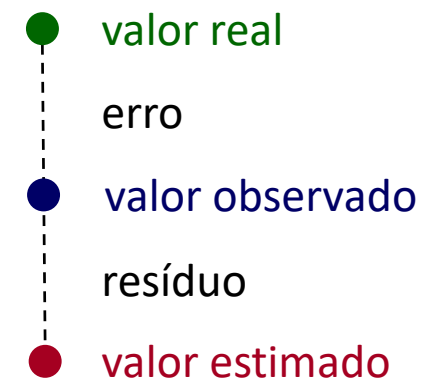 valor real
erro
valor observado
resíduo
valor estimado